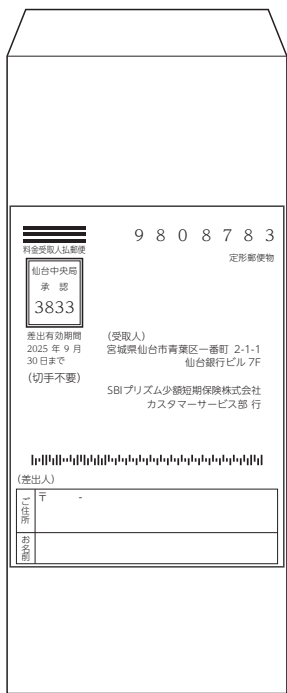 9 8 0 8 7 8 3
料金受取人払郵便
定形郵便物
仙台中央局
承 認
3833
差出有効期間
2025 年 9 月
30 日まで
(切手不要)
(受取人)
宮城県仙台市青葉区一番町 2-1-1
仙台銀行ビル 7F
SBIプリズム少額短期保険株式会社
カスタマーサービス部 行
(差出人)
ご住所
〒 -
お名前